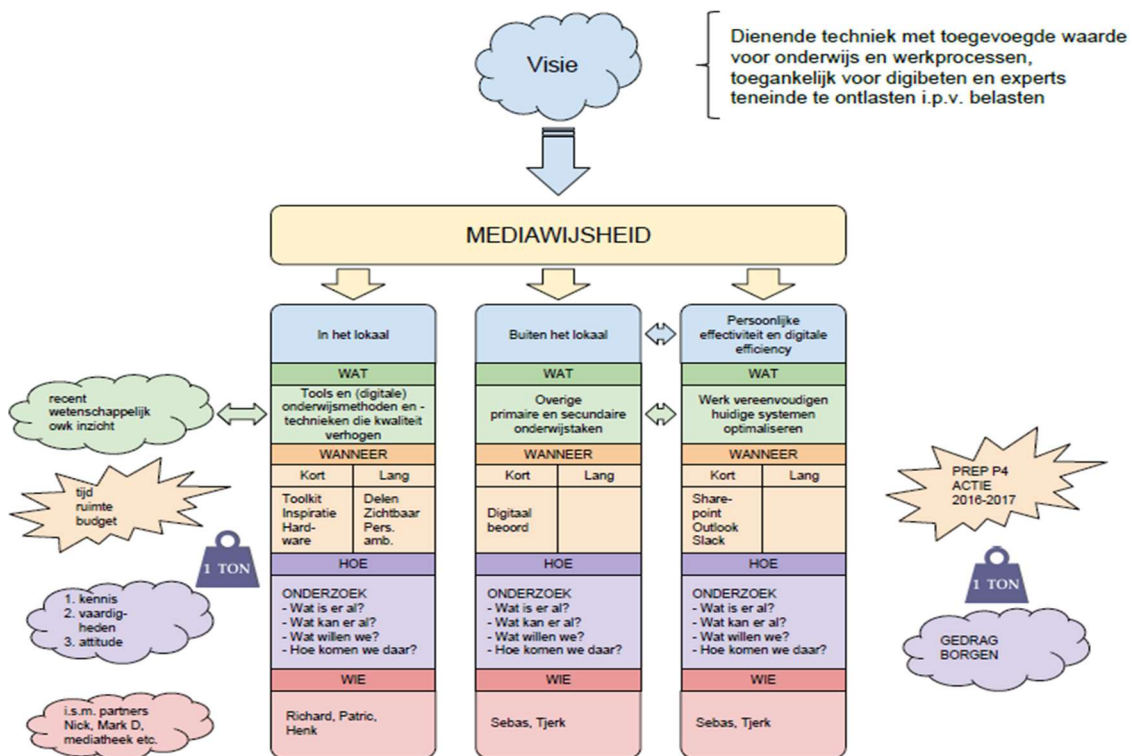 Visie
Dienende techniek met toegevoegde waarde
voor onderwijs en werkprocessen,
toegankelijk voor digibeten en experts
teneinde te ontlasten i.p.v. belasten
MEDIAWIJSHEID
In het lokaal
Buiten het lokaal
Persoonlijke
effectiviteit en digitale
efficiency
WAT
WAT
WAT
recent
wetenschappelijk
owk inzicht
Tools en (digitale)
onderwijsmethoden en -
technieken die kwaliteit
verhogen
Overige
primaire en secundaire
onderwijstaken
Werk vereenvoudigen
huidige systemen
optimaliseren
WANNEER
WANNEER
WANNEER
Kort
Lang
Kort
Lang
Kort
Lang
tijd
ruimte
budget
Toolkit
Inspiratie
Hard-
ware
Delen
Zichtbaar
Pers.
amb.
Digitaal
beoord
Share-
point
Outlook
Slack
PREP P4
ACTIE
2016-2017
1 TON
1 TON
HOE
HOE
HOE
1. kennis
2. vaardig-
heden
3. attitude
ONDERZOEK
- Wat is er al?
- Wat kan er al?
- Wat willen we?
- Hoe komen we daar?
ONDERZOEK
- Wat is er al?
- Wat kan er al?
- Wat willen we?
- Hoe komen we daar?
ONDERZOEK
- Wat is er al?
- Wat kan er al?
- Wat willen we?
- Hoe komen we daar?
GEDRAG
BORGEN
WIE
WIE
WIE
i.s.m. partners
Nick, Mark D,
mediatheek etc.
Richard, Patric,
Henk
Sebas, Tjerk
Sebas, Tjerk